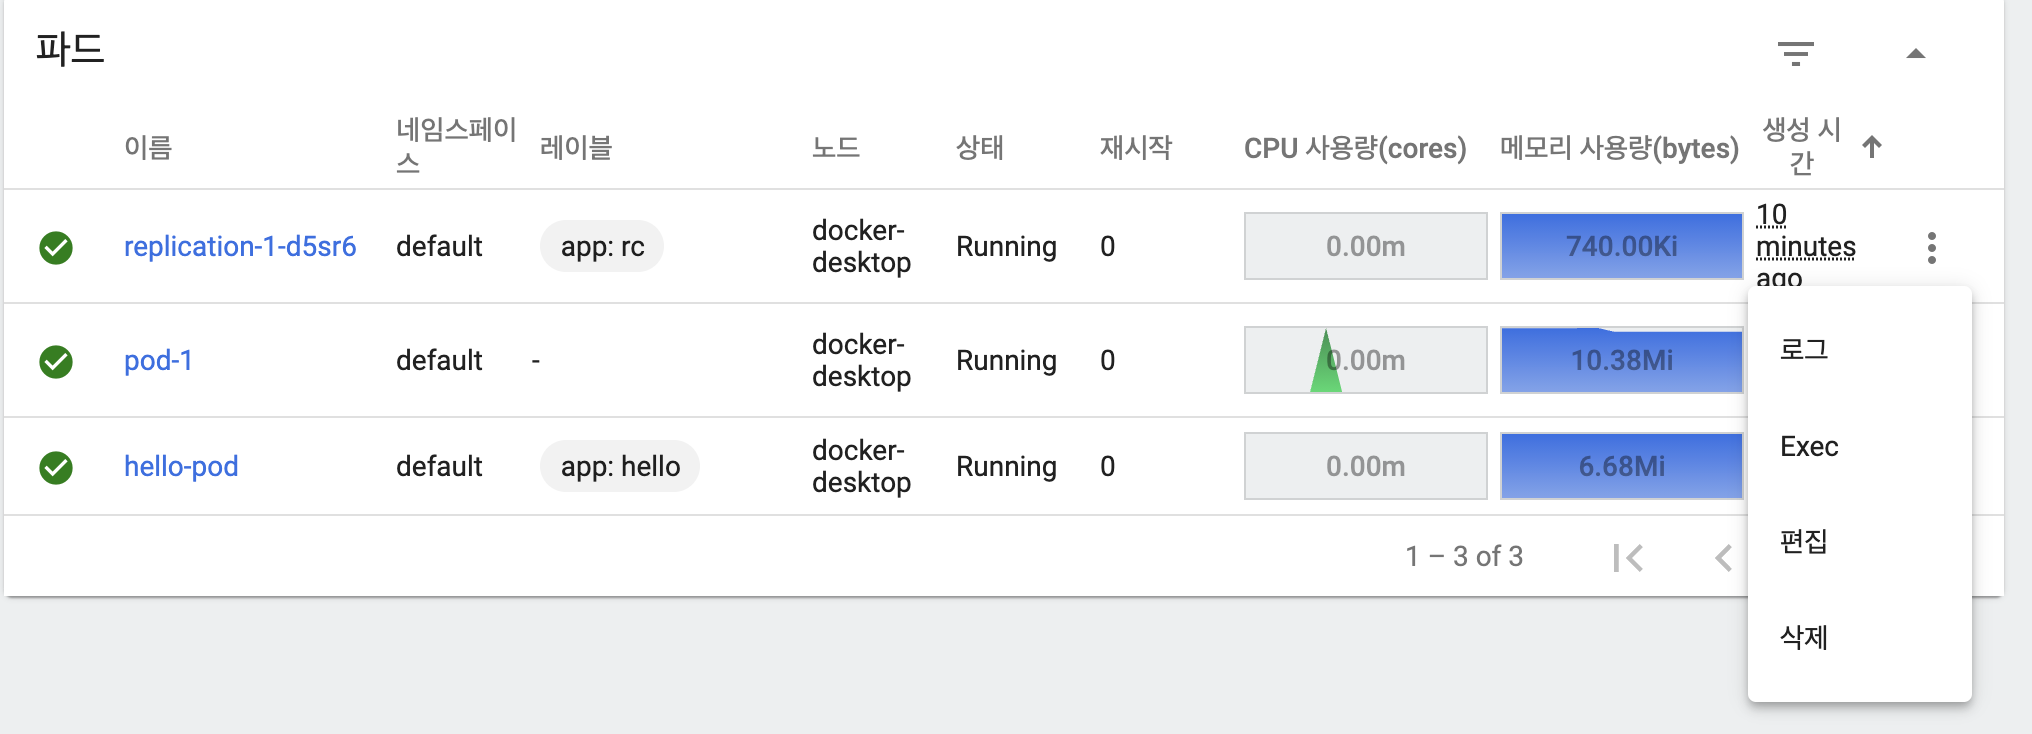 파드
이름 네임스페이스 레이블 노드 상태 재시작 CPU 사용량(cores) 메모리 사용량(bytes) 생성 시간
replication-1-d5sr6 default app: rc docker-desktop Running 0 0.00m 740.00Ki 10 minutes ago
pod-1 default - docker-desktop Running 0 0.00m 10.38Mi
hello-pod default app: hello docker-desktop Running 0 0.00m 6.68Mi
1 – 3 of 3
로그
Exec
편집
삭제